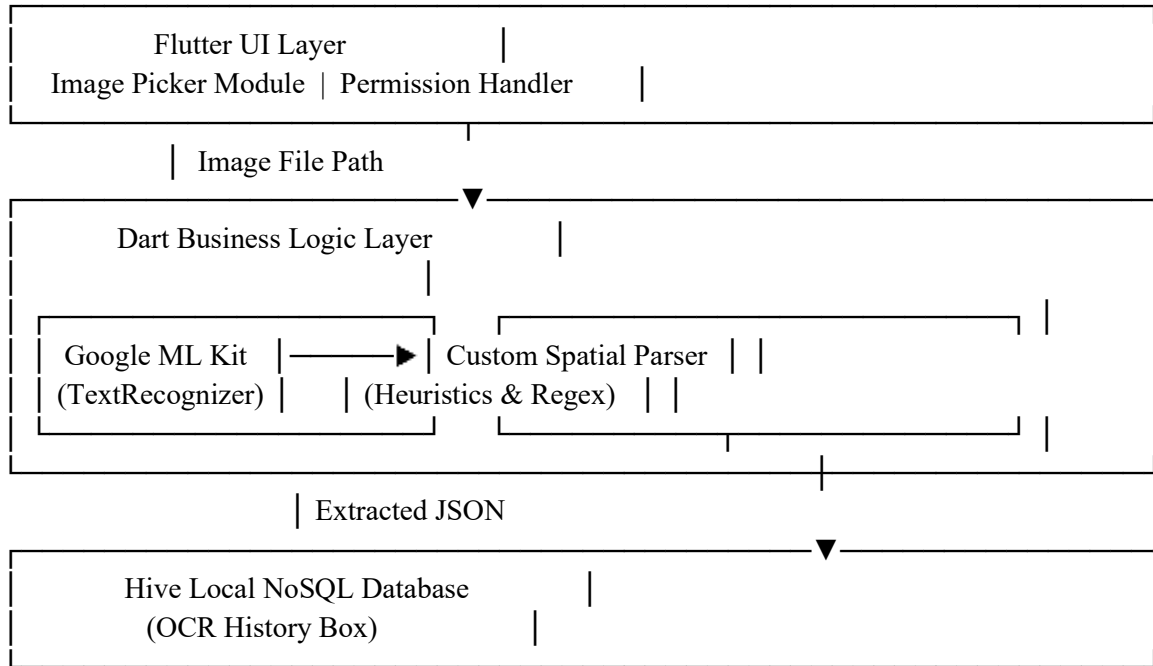 Flutter UI Layer
Image Picker Module | Permission Handler
Image File Path
Dart Business Logic Layer
Google ML Kit Custom Spatial Parser
(TextRecognizer) (Heuristics & Regex)
Extracted JSON
Hive Local NoSQL Database
(OCR History Box)